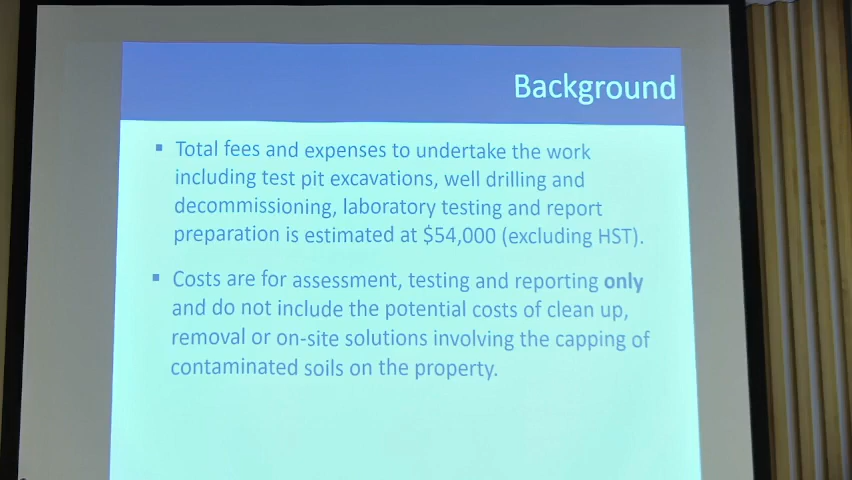 Background
▪ Total fees and expenses to undertake the work
including test pit excavations, well drilling and
decommissioning, laboratory testing and report
preparation is estimated at $54,000 (excluding HST).
▪ Costs are for assessment, testing and reporting only
and do not include the potential costs of clean up,
removal or on-site solutions involving the capping of
contaminated soils on the property.